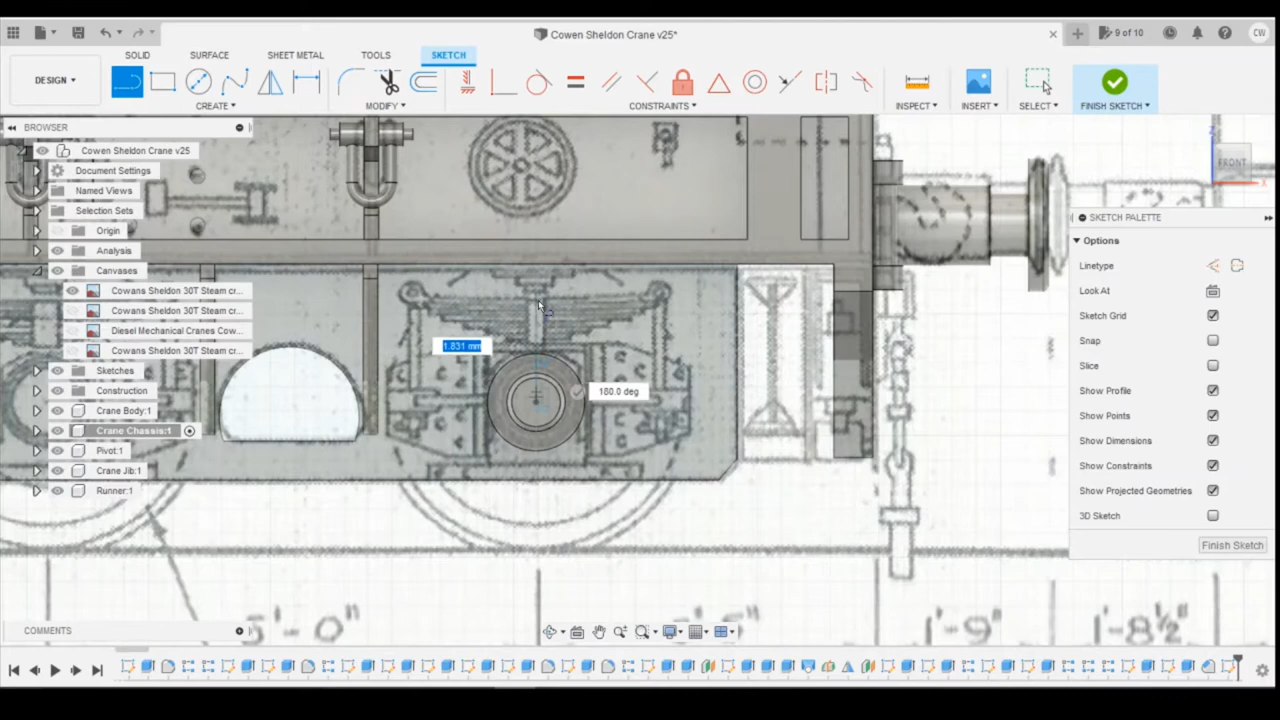 Cowen Sheldon Crane v25*
9 of 10
CW
SOLID SURFACE SHEET METAL TOOLS SKETCH
DESIGN
CREATE MODIFY CONSTRAINTS INSPECT INSERT SELECT FINISH SKETCH
BROWSER
Cowen Sheldon Crane v25
Document Settings
Named Views
Selection Sets
Origin
Analysis
Canvases
Cowans Sheldon 30T Steam cr...
Cowans Sheldon 30T Steam cr...
Diesel Mechanical Cranes Cow...
Cowans Sheldon 30T Steam cr...
Sketches
Construction
Crane Body:1
Crane Chassis:1
Pivot:1
Crane Jib:1
Runner:1
1.831 mm
180.0 deg
Z
FRONT
X
SKETCH PALETTE
Options
Linetype
Look At
Sketch Grid
Snap
Slice
Show Profile
Show Points
Show Dimensions
Show Constraints
Show Projected Geometries
3D Sketch
Finish Sketch
5'-0"
1'-9"
1'-8½"
COMMENTS